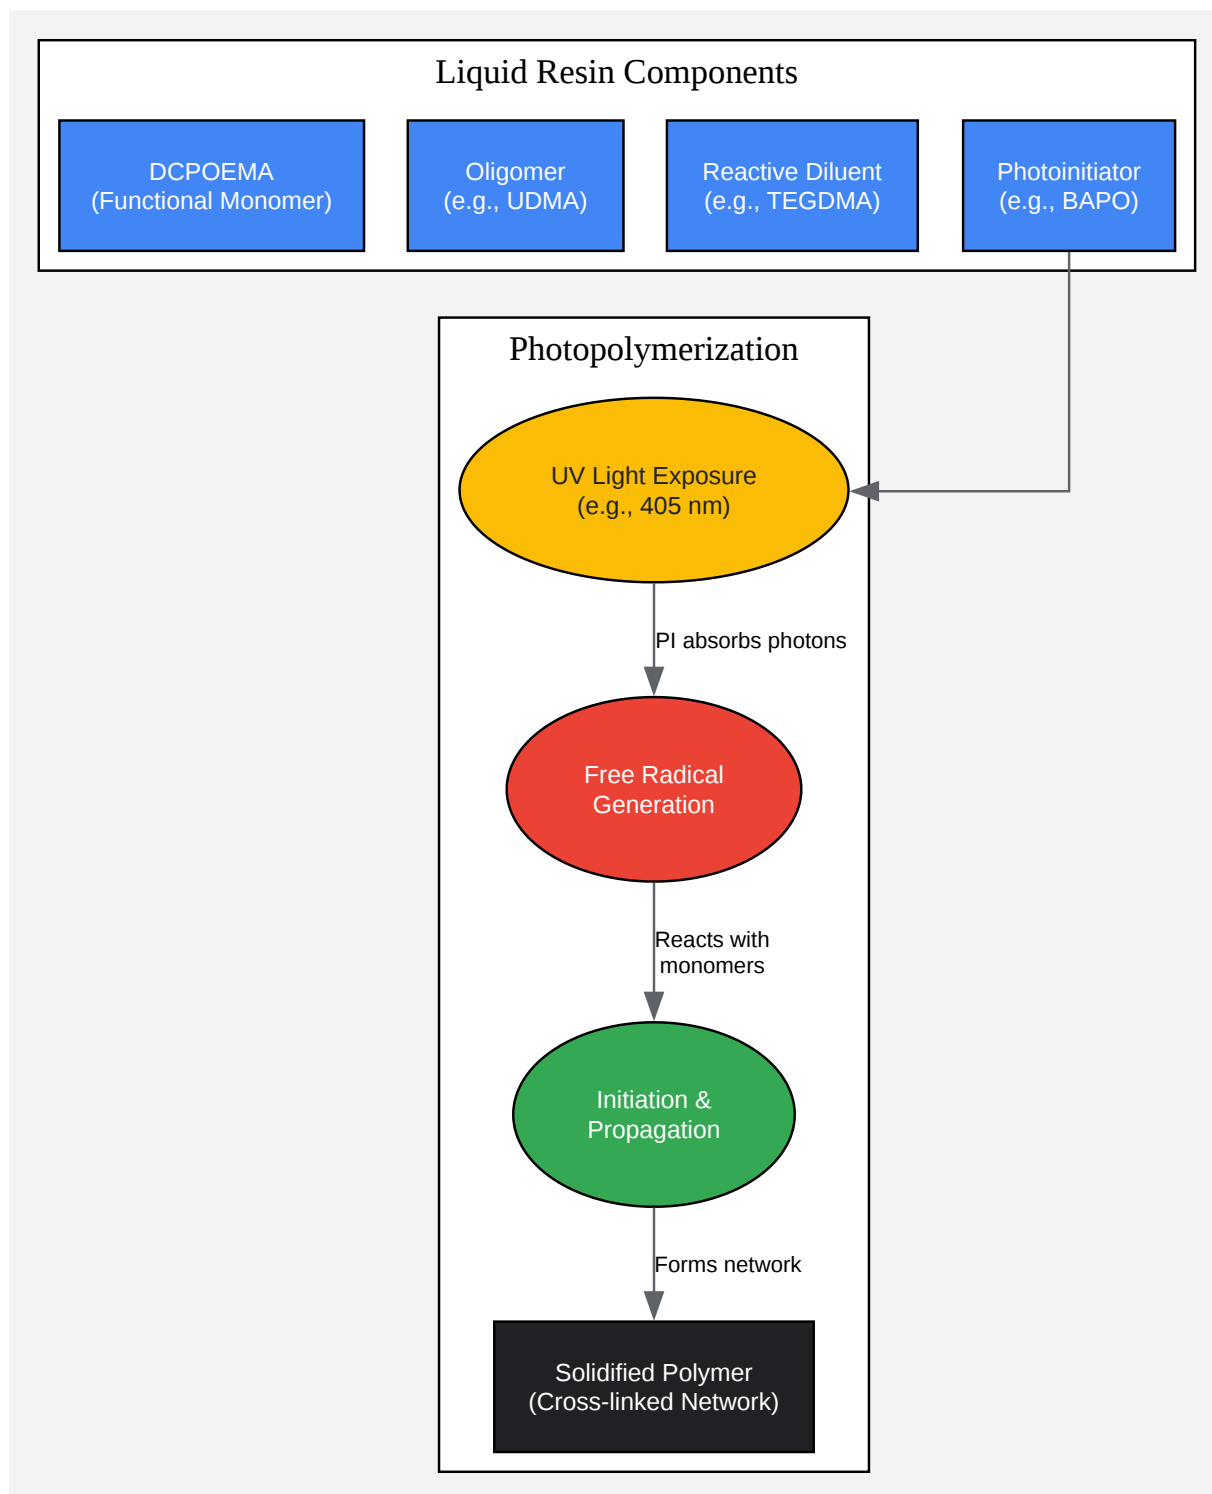 Liquid Resin Components
DCPOEMA
(Functional Monomer)
Oligomer
(e.g., UDMA)
Reactive Diluent
(e.g., TEGDMA)
Photoinitiator
(e.g., BAPO)
Photopolymerization
UV Light Exposure
(e.g., 405 nm)
PI absorbs photons
Free Radical
Generation
Reacts with
monomers
Initiation &
Propagation
Forms network
Solidified Polymer
(Cross-linked Network)